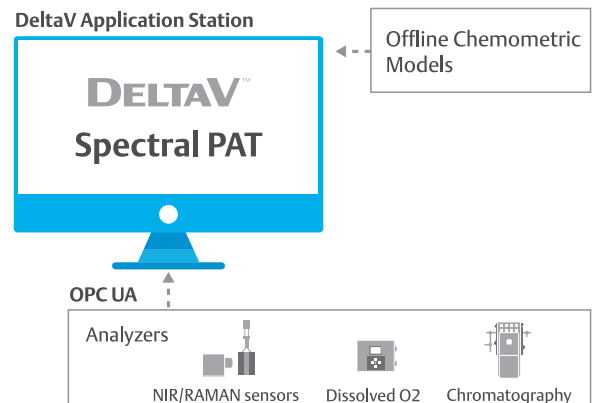 DeltaV Application Station
Offline Chemometric
Models
DELTAV™
Spectral PAT
OPC UA
Analyzers
NIR/RAMAN sensors
Dissolved O2
Chromatography